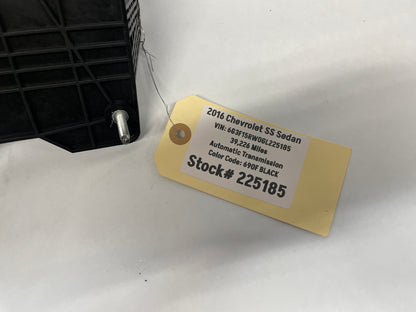 2016 Chevrolet SS Sedan
VIN: 6G3F15RW0GL225185
39,226 Miles
Automatic Transmission
Color Code: 690F BLACK
Stock# 225185